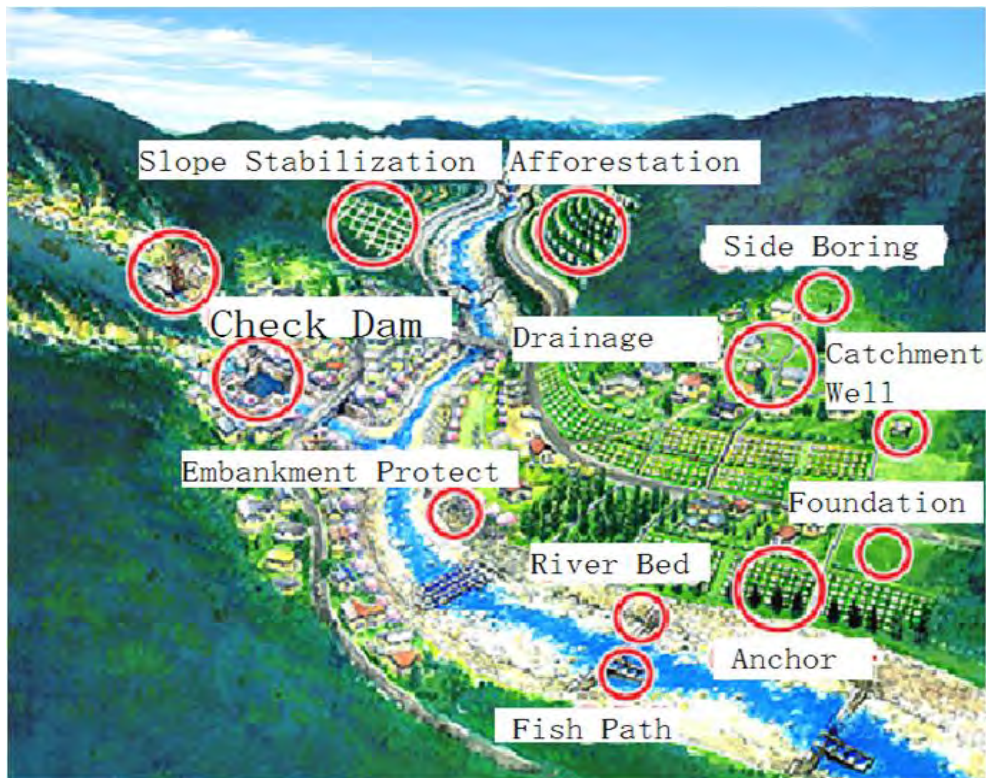 Slope Stabilization
Afforestation
Side Boring
Check Dam
Drainage
Catchment
Well
Embankment Protect
Foundation
River Bed
Anchor
Fish Path